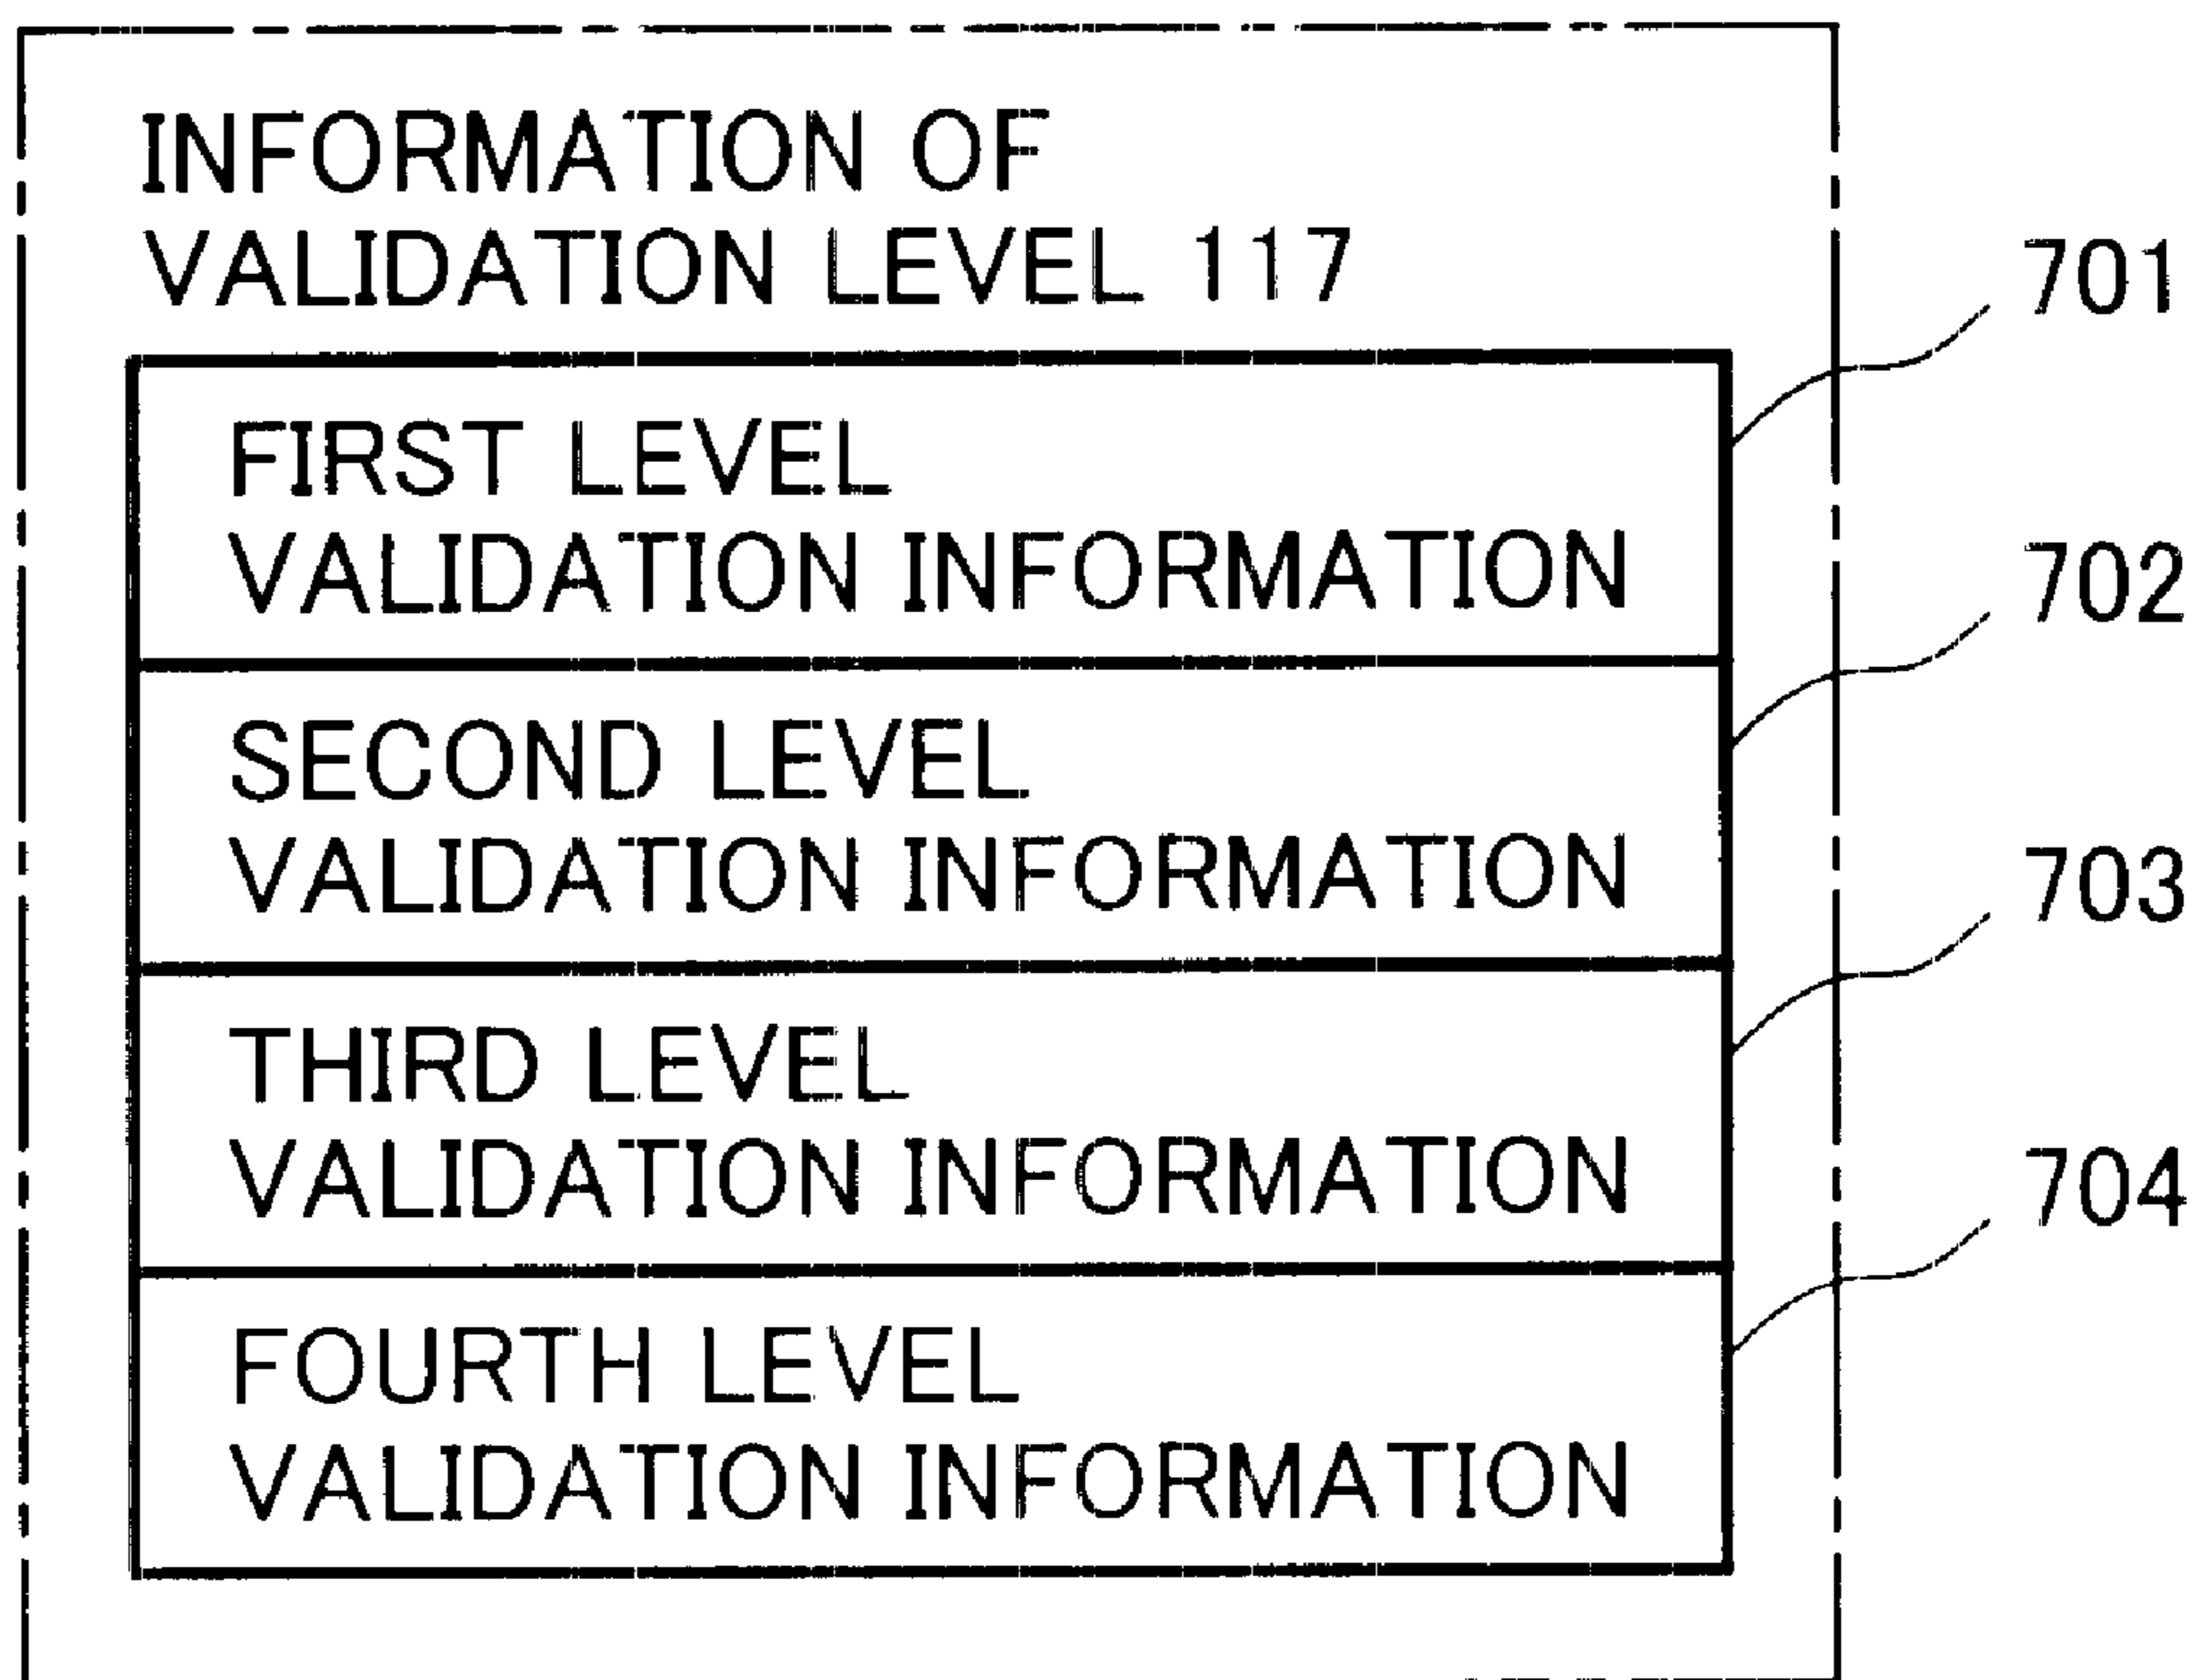 INFORMATION OF
VALIDATION LEVEL 117
701
FIRST LEVEL
VALIDATION INFORMATION
702
SECOND LEVEL
VALIDATION INFORMATION
703
THIRD LEVEL
VALIDATION INFORMATION
704
FOURTH LEVEL
VALIDATION INFORMATION